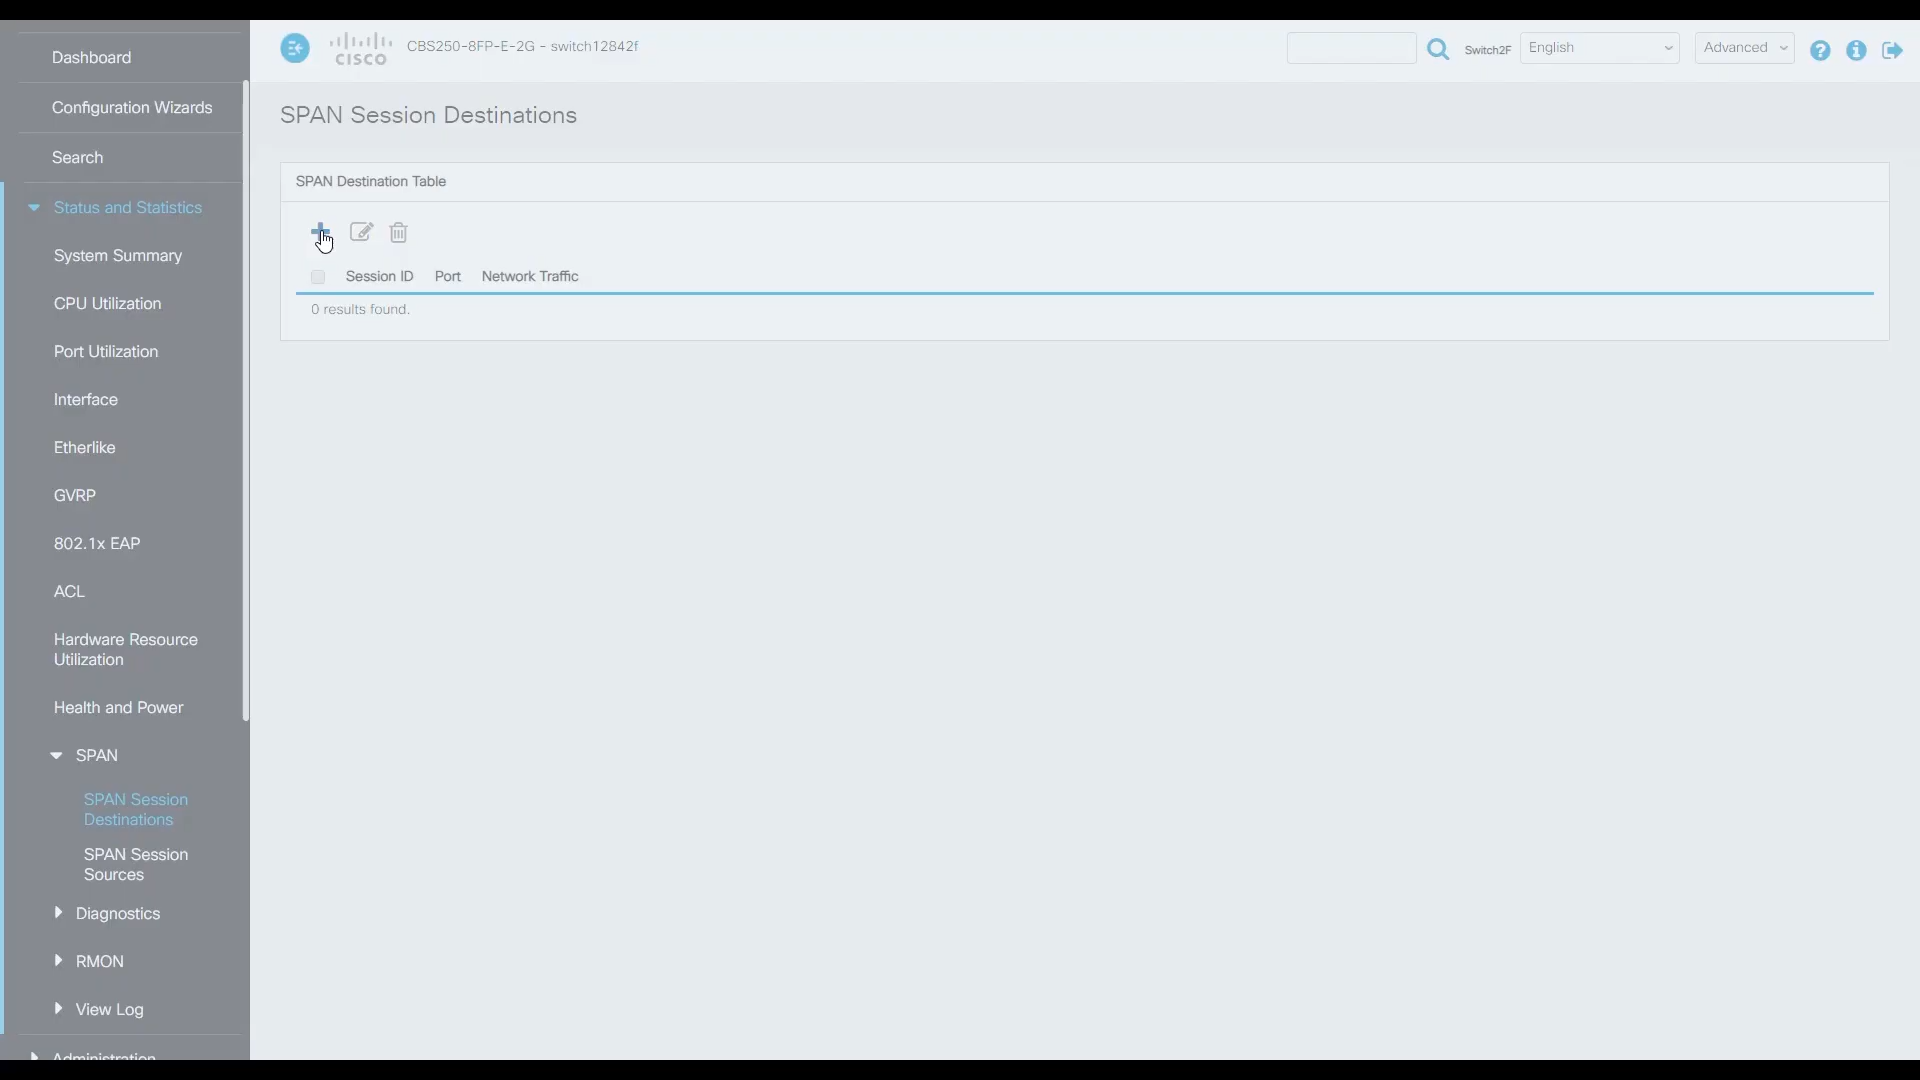 Dashboard
Configuration Wizards
Search
Status and Statistics
System Summary
CPU Utilization
Port Utilization
Interface
Etherlike
GVRP
802.1x EAP
ACL
Hardware Resource
Utilization
Health and Power
SPAN
SPAN Session
Destinations
SPAN Session
Sources
Diagnostics
RMON
View Log
Administration
CISCO
CBS250-8FP-E-2G - switch12842f
Switch2F
English
Advanced
SPAN Session Destinations
SPAN Destination Table
Session ID Port Network Traffic
0 results found.